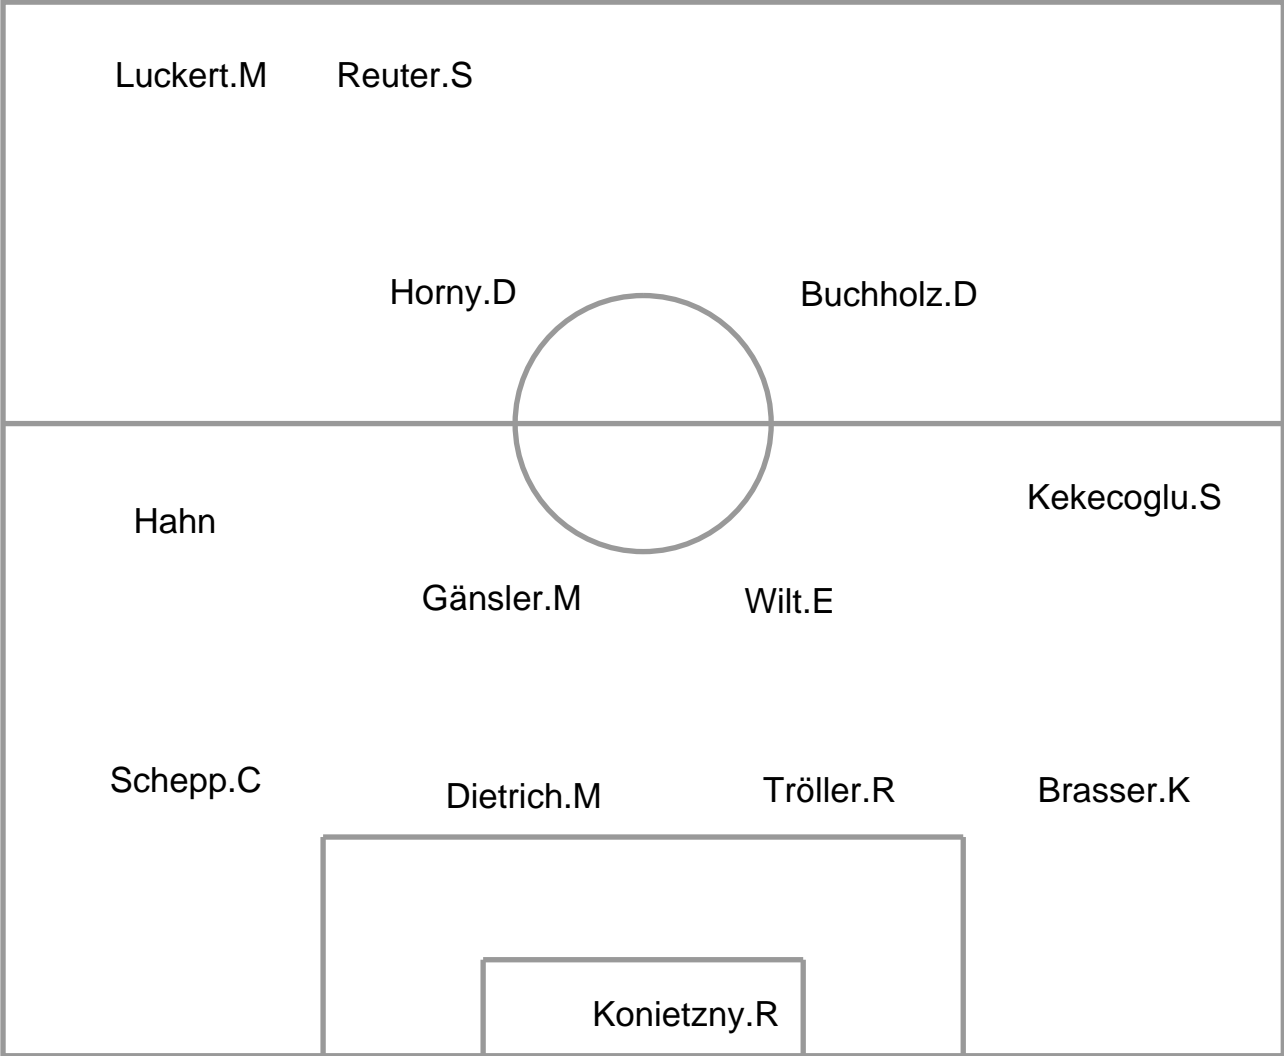 Luckert.M Reuter.S
Horny.D Buchholz.D
Hahn Kekecoglu.S
Gänsler.M Wilt.E
Schepp.C Dietrich.M Tröller.R Brasser.K
Konietzny.R